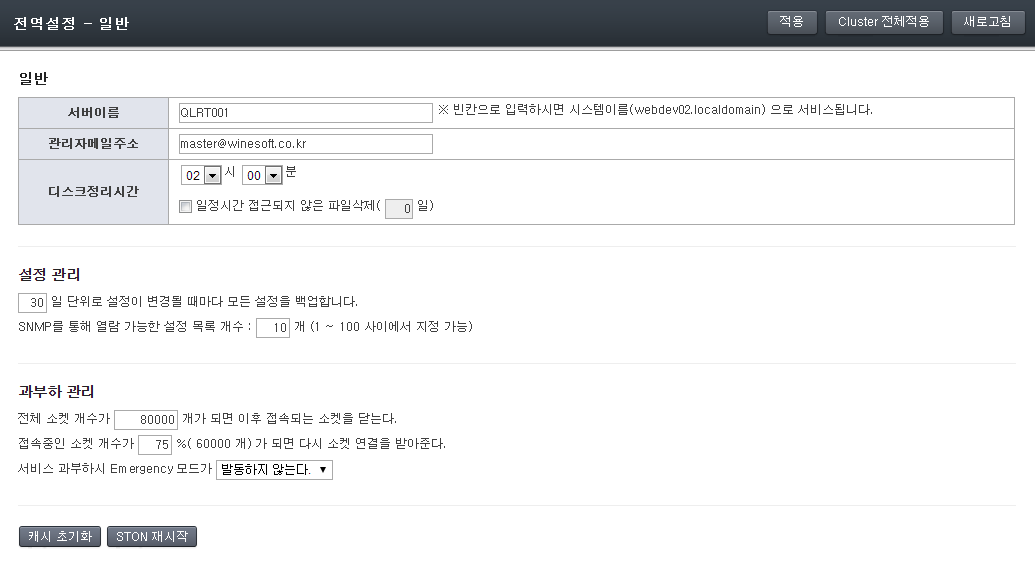 전역설정 - 일반
적용 Cluster 전체적용 새로고침
일반
서버이름 QLRT001 ※ 빈칸으로 입력하시면 시스템이름(webdev02.localdomain) 으로 서비스됩니다.
관리자메일주소 master@winesoft.co.kr
디스크정리시간 02 시 00 분
일정시간 접근되지 않은 파일삭제( 0 일)
설정 관리
30 일 단위로 설정이 변경될 때마다 모든 설정을 백업합니다.
SNMP를 통해 열람 가능한 설정 목록 개수 : 10 개 (1 ~ 100 사이에서 지정 가능)
과부하 관리
전체 소켓 개수가 80000 개가 되면 이후 접속되는 소켓을 닫는다.
접속중인 소켓 개수가 75 %( 60000 개) 가 되면 다시 소켓 연결을 받아준다.
서비스 과부하시 Emergency 모드가 발동하지 않는다.
캐시 초기화 STON 재시작